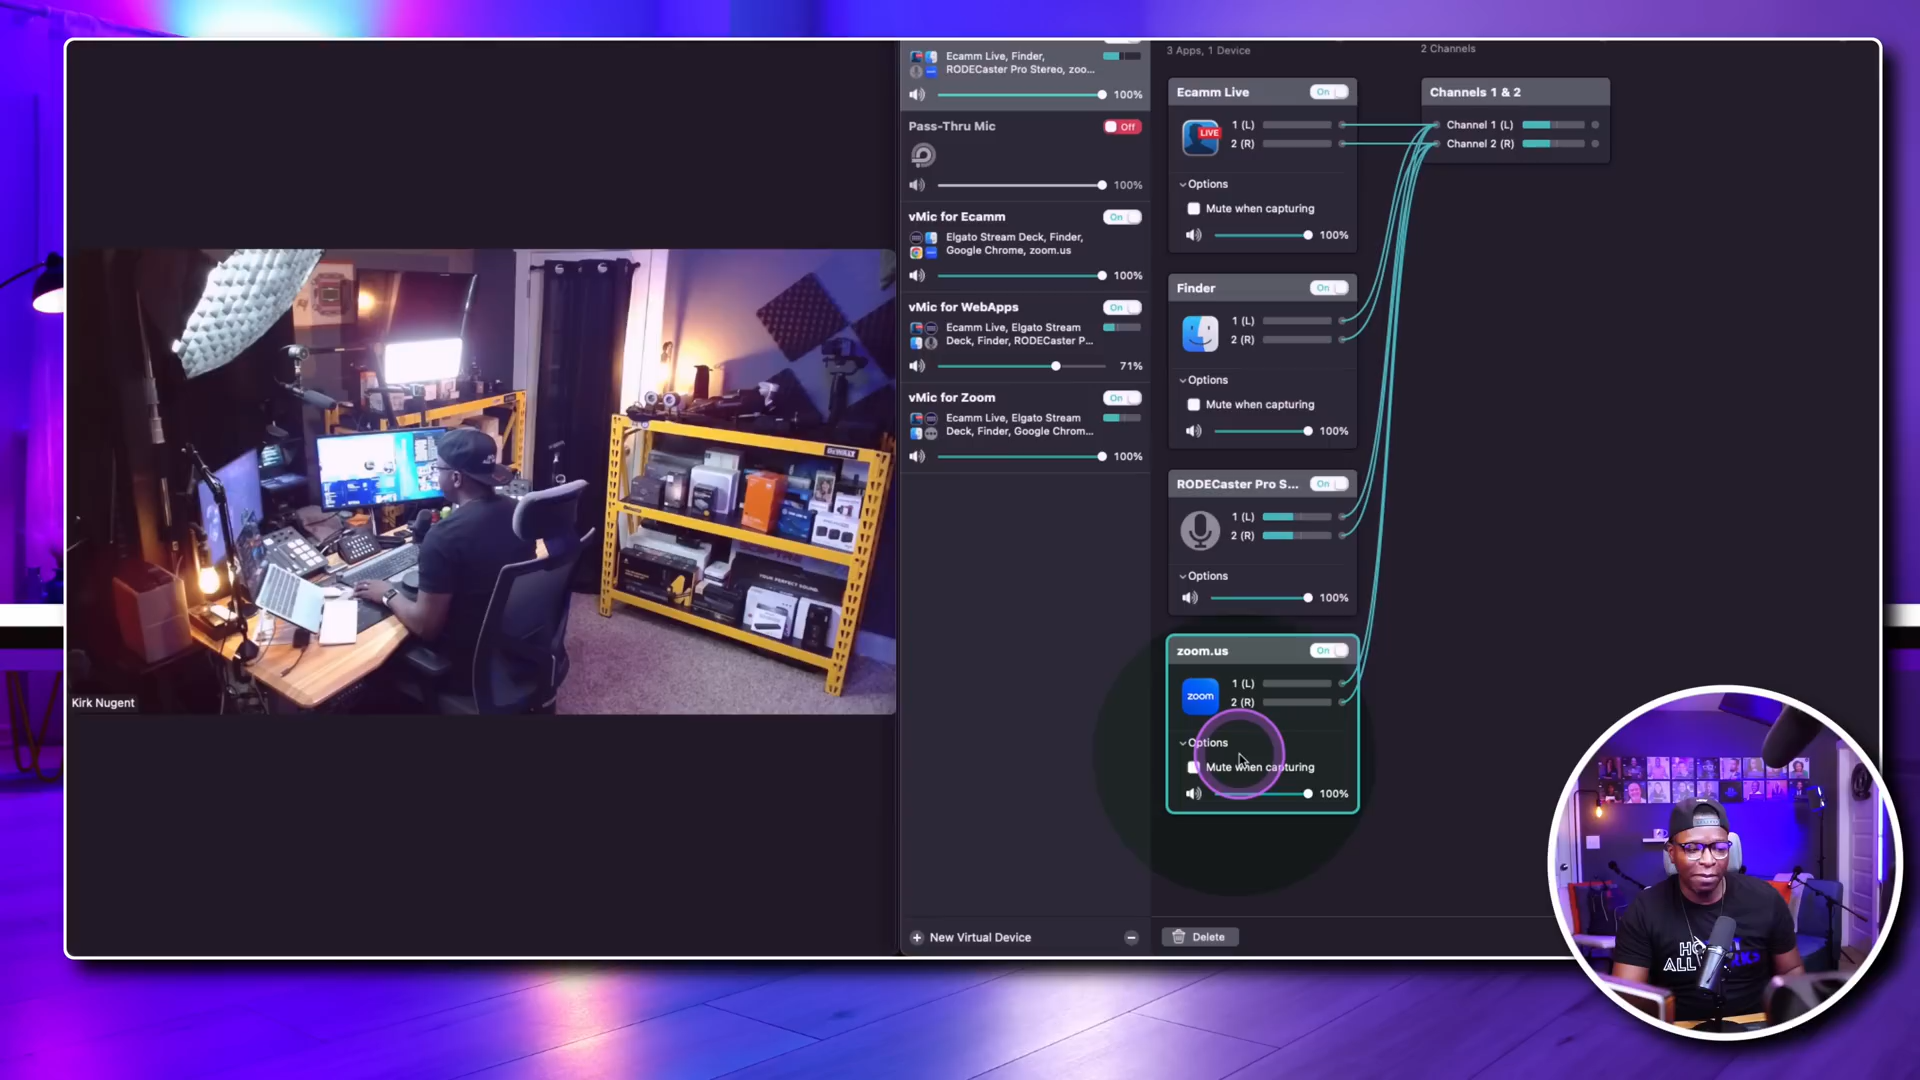 Ecamm Live, Finder,
RODECaster Pro Stereo, zoo...
100%
Pass-Thru Mic
Off
100%
vMic for Ecamm
On
Elgato Stream Deck, Finder,
Google Chrome, zoom.us
100%
vMic for WebApps
On
Ecamm Live, Elgato Stream
Deck, Finder, RODECaster P...
71%
vMic for Zoom
On
Ecamm Live, Elgato Stream
Deck, Finder, Google Chrom...
100%
New Virtual Device
3 Apps, 1 Device
Ecamm Live
On
LIVE
1 (L)
2 (R)
Options
Mute when capturing
100%
Finder
On
1 (L)
2 (R)
Options
Mute when capturing
100%
RODECaster Pro S...
On
1 (L)
2 (R)
Options
100%
zoom.us
On
zoom
1 (L)
2 (R)
Options
Mute when capturing
100%
Delete
2 Channels
Channels 1 & 2
Channel 1 (L)
Channel 2 (R)
Kirk Nugent
DEWALT
YOUR PERFECT SOUND